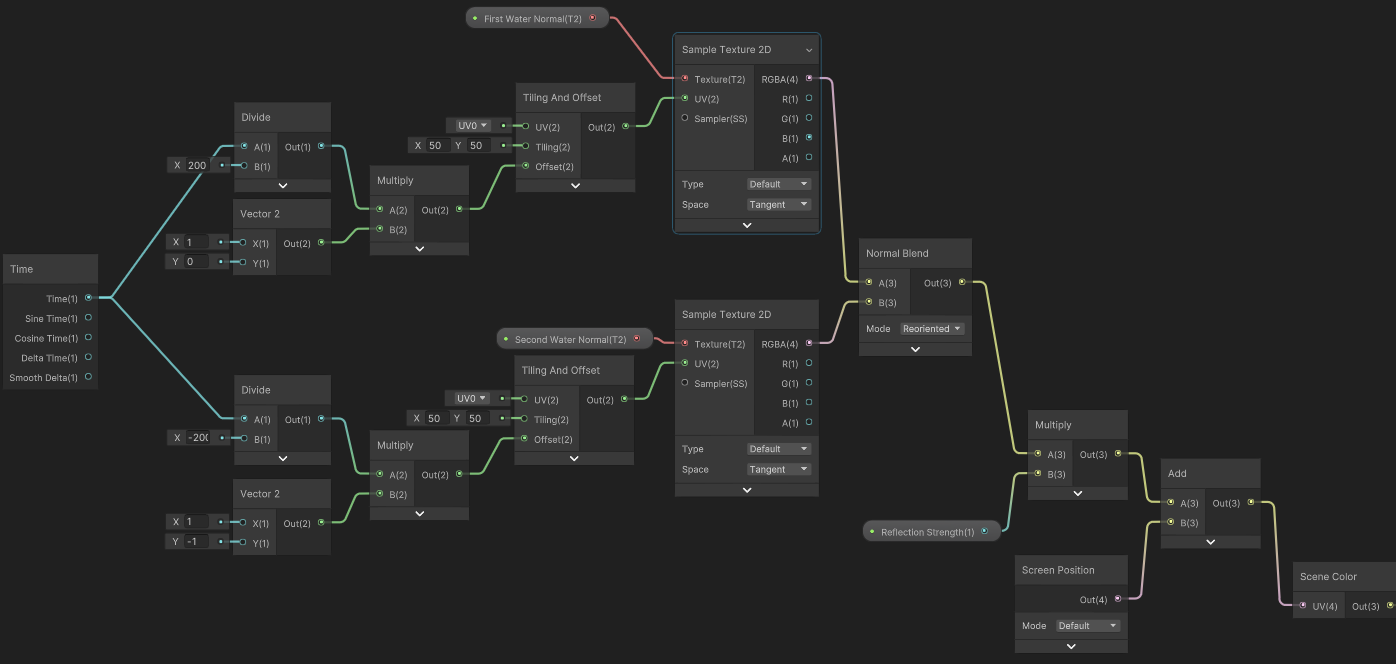 First Water Normal(T2)
Sample Texture 2D
Texture(T2) RGBA(4)
UV(2) R(1)
Sampler(SS) G(1)
B(1)
A(1)
Type Default
Space Tangent
Tiling And Offset
UV0 UV(2) Out(2)
X 50 Y 50 Tiling(2)
Offset(2)
Divide
A(1) Out(1)
X 200 B(1)
Multiply
A(2) Out(2)
B(2)
Vector 2
X 1 X(1) Out(2)
Y 0 Y(1)
Time
Time(1)
Sine Time(1)
Cosine Time(1)
Delta Time(1)
Smooth Delta(1)
Normal Blend
A(3) Out(3)
B(3)
Mode Reoriented
Second Water Normal(T2)
Sample Texture 2D
Texture(T2) RGBA(4)
UV(2) R(1)
Sampler(SS) G(1)
B(1)
A(1)
Type Default
Space Tangent
Tiling And Offset
UV0 UV(2) Out(2)
X 50 Y 50 Tiling(2)
Offset(2)
Divide
A(1) Out(1)
X -200 B(1)
Multiply
A(2) Out(2)
B(2)
Vector 2
X 1 X(1) Out(2)
Y -1 Y(1)
Multiply
A(3) Out(3)
B(3)
Reflection Strength(1)
Add
A(3) Out(3)
B(3)
Screen Position
Out(4)
Mode Default
Scene Color
UV(4) Out(3)